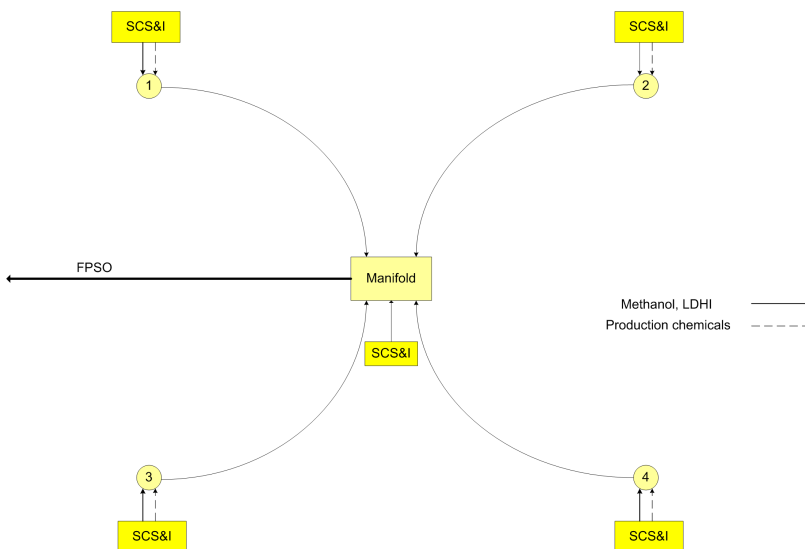 SCS&I
SCS&I
1
2
FPSO
Manifold
Methanol, LDHI
Production chemicals
SCS&I
3
4
SCS&I
SCS&I